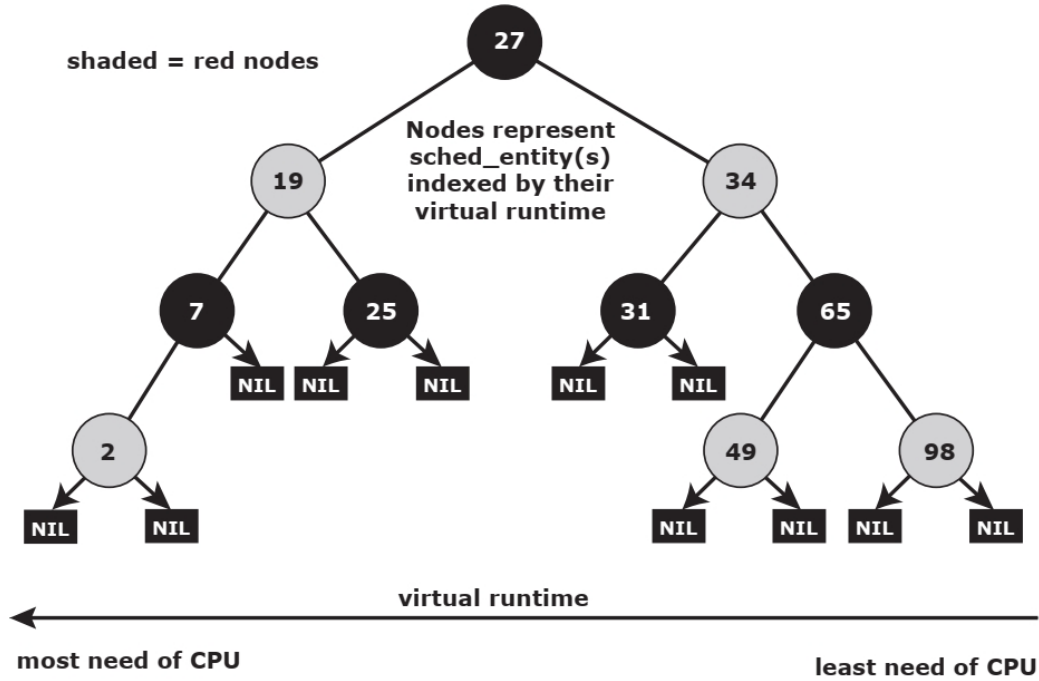 27
shaded = red nodes
Nodes represent
sched_entity(s)
indexed by their
virtual runtime
19
34
7
25
31
65
NIL
NIL
NIL
NIL
NIL
2
49
98
NIL
NIL
NIL
NIL
NIL
NIL
virtual runtime
most need of CPU
least need of CPU